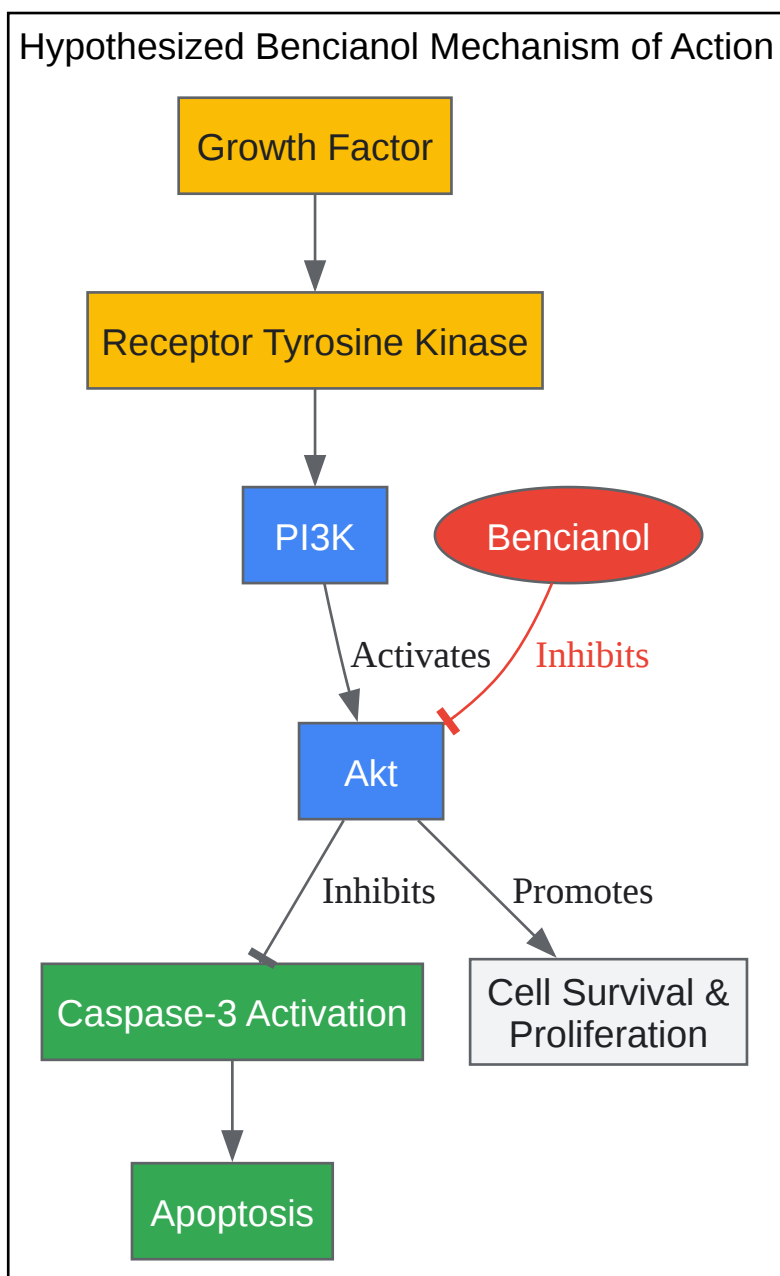 Hypothesized Bencianol Mechanism of Action
Growth Factor
Receptor Tyrosine Kinase
PI3K
Bencianol
Activates
Inhibits
Akt
Inhibits
Promotes
Caspase-3 Activation
Cell Survival &
Proliferation
Apoptosis